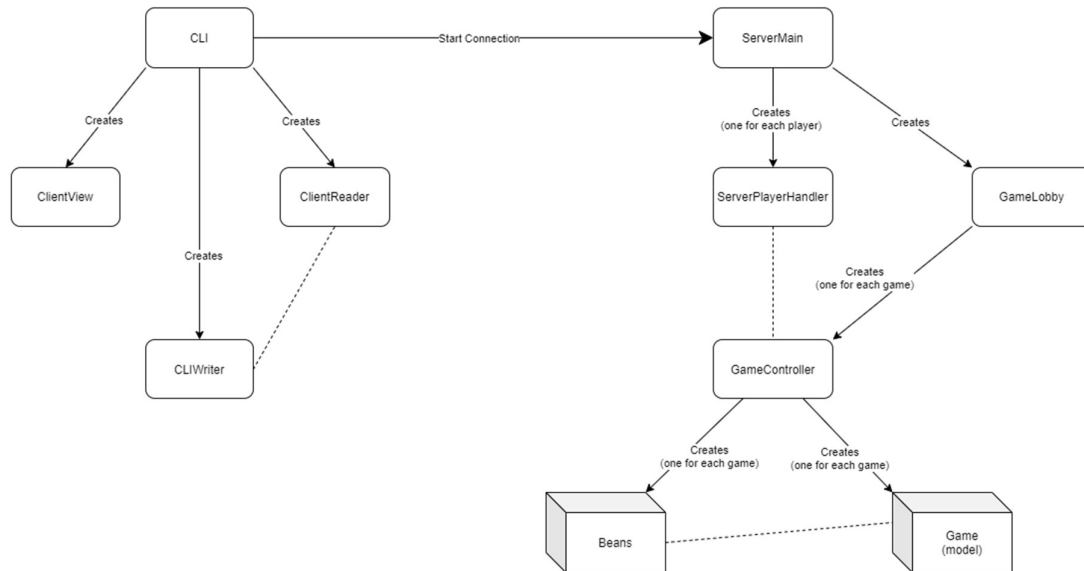 CLI
Start Connection
ServerMain
Creates
Creates
Creates
(one for each player)
Creates
ClientView
ClientReader
ServerPlayerHandler
GameLobby
Creates
Creates
(one for each game)
CLIWriter
GameController
Creates
(one for each game)
Creates
(one for each game)
Beans
Game
(model)